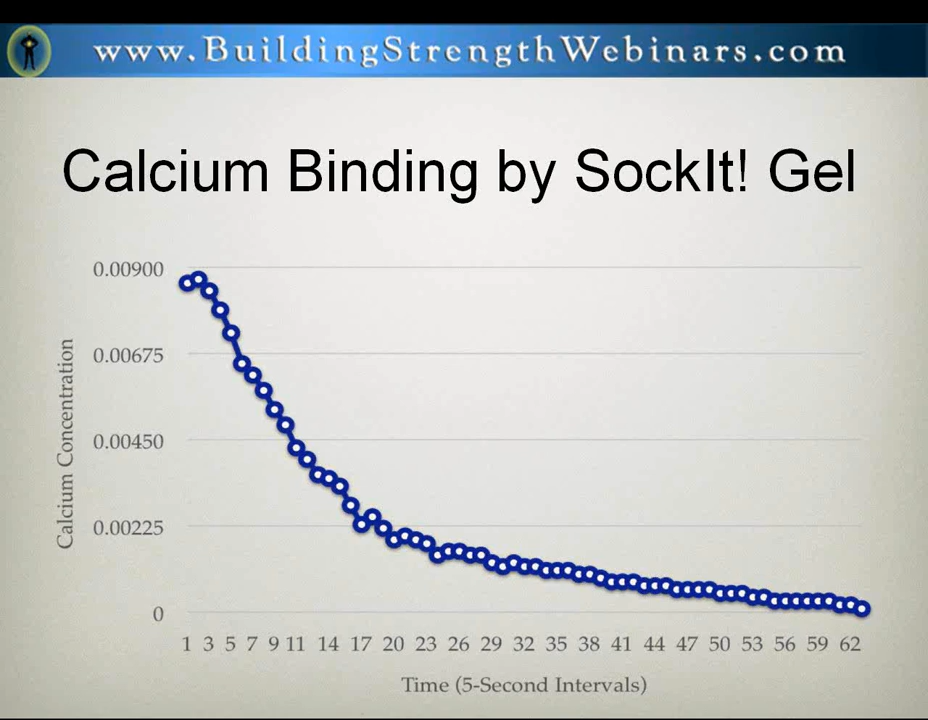 www.BuildingStrengthWebinars.com
Calcium Binding by SockIt! Gel
0.00900
0.00675
0.00450
0.00225
0
Calcium Concentration
1 3 5 7 9 11 14 17 20 23 26 29 32 35 38 41 44 47 50 53 56 59 62
Time (5-Second Intervals)